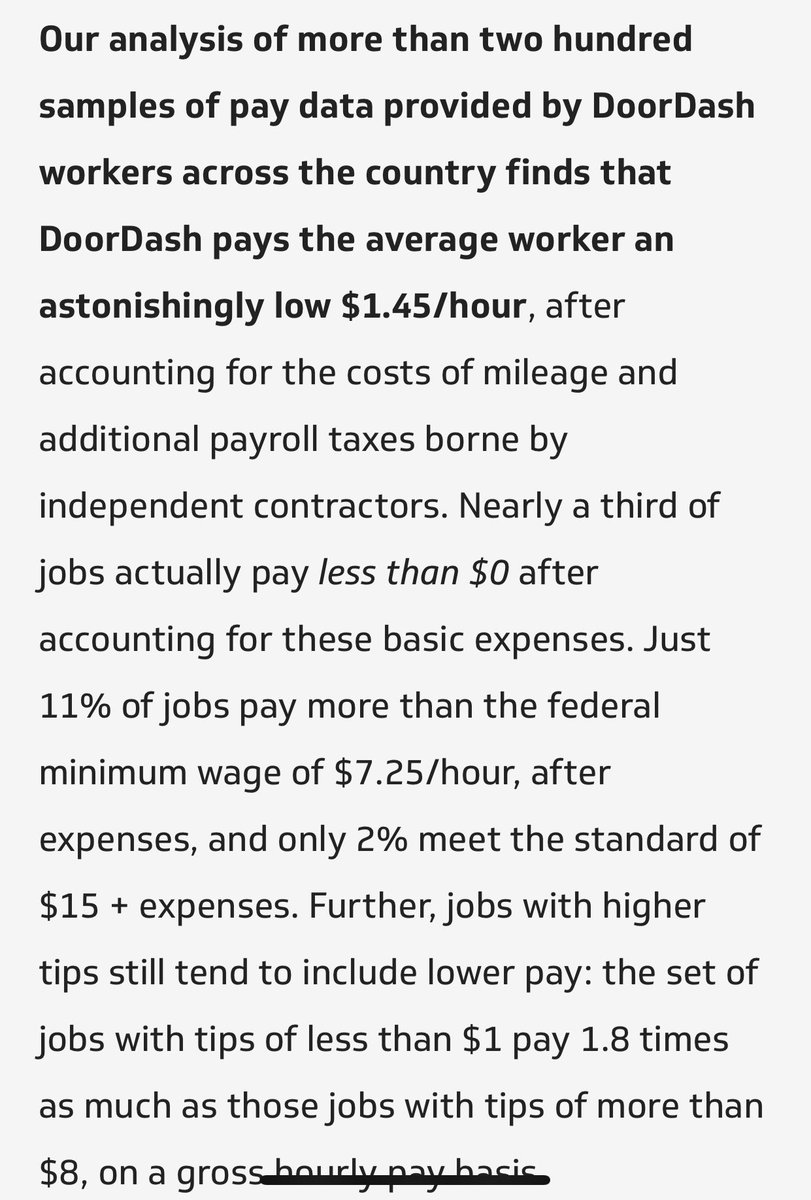 Our analysis of more than two hundred
samples of pay data provided by DoorDash
workers across the country finds that
DoorDash pays the average worker an
astonishingly low $1.45/hour, after
accounting for the costs of mileage and
additional payroll taxes borne by
independent contractors. Nearly a third of
jobs actually pay less than $0 after
accounting for these basic expenses. Just
11% of jobs pay more than the federal
minimum wage of $7.25/hour, after
expenses, and only 2% meet the standard of
$15 + expenses. Further, jobs with higher
tips still tend to include lower pay: the set of
jobs with tips of less than $1 pay 1.8 times
as much as those jobs with tips of more than
$8, on a gross hourly pay basis.